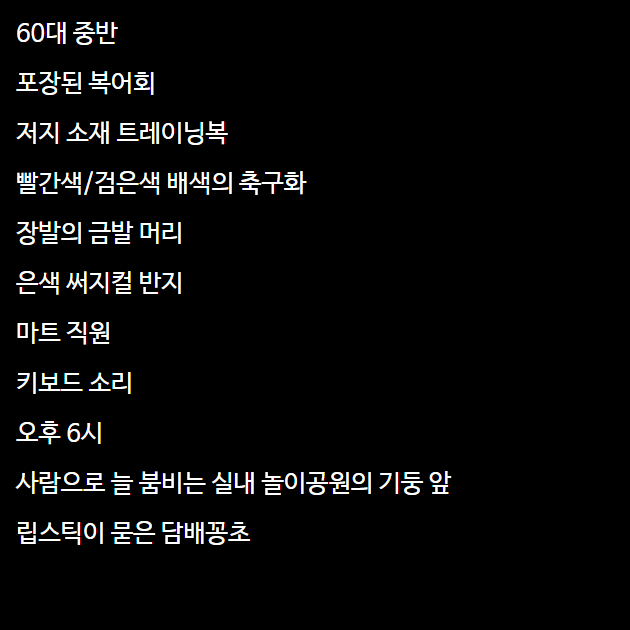 60대 중반
포장된 복어회
저지 소재 트레이닝복
빨간색/검은색 배색의 축구화
장발의 금발 머리
은색 써지컬 반지
마트 직원
키보드 소리
오후 6시
사람으로 늘 붐비는 실내 놀이공원의 기둥 앞
립스틱이 묻은 담배꽁초